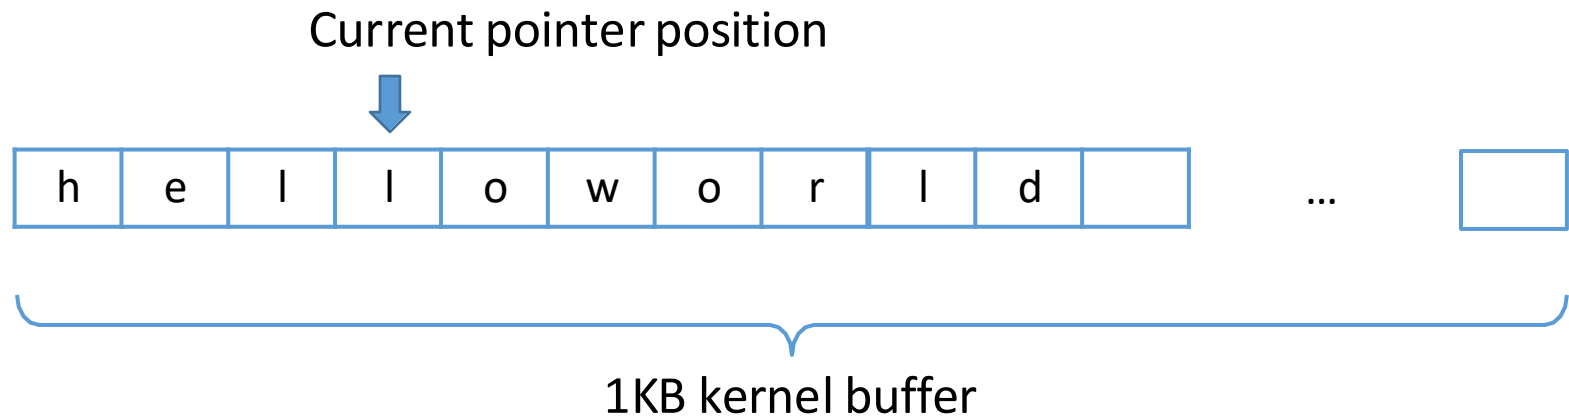 Current pointer position
h e l l o w o r l d ...
1KB kernel buffer